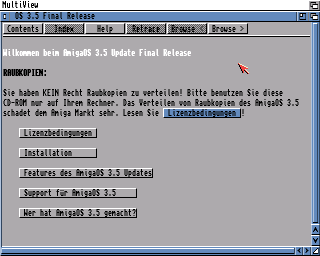 MultiView
OS 3.5 Final Release
Contents Index Help Retrace Browse < Browse >
Willkommen beim AmigaOS 3.5 Update Final Release
RAUBKOPIEN:
Sie haben KEIN Recht Raubkopien zu verteilen! Bitte benutzen Sie diese
CD-ROM nur auf Ihrem Rechner. Das Verteilen von Raubkopien des AmigaOS 3.5
schadet dem Amiga Markt sehr. Lesen Sie Lizenzbedingungen!
Lizenzbedingungen
Installation
Features des AmigaOS 3.5 Updates
Support für AmigaOS 3.5
Wer hat AmigaOS 3.5 gemacht?